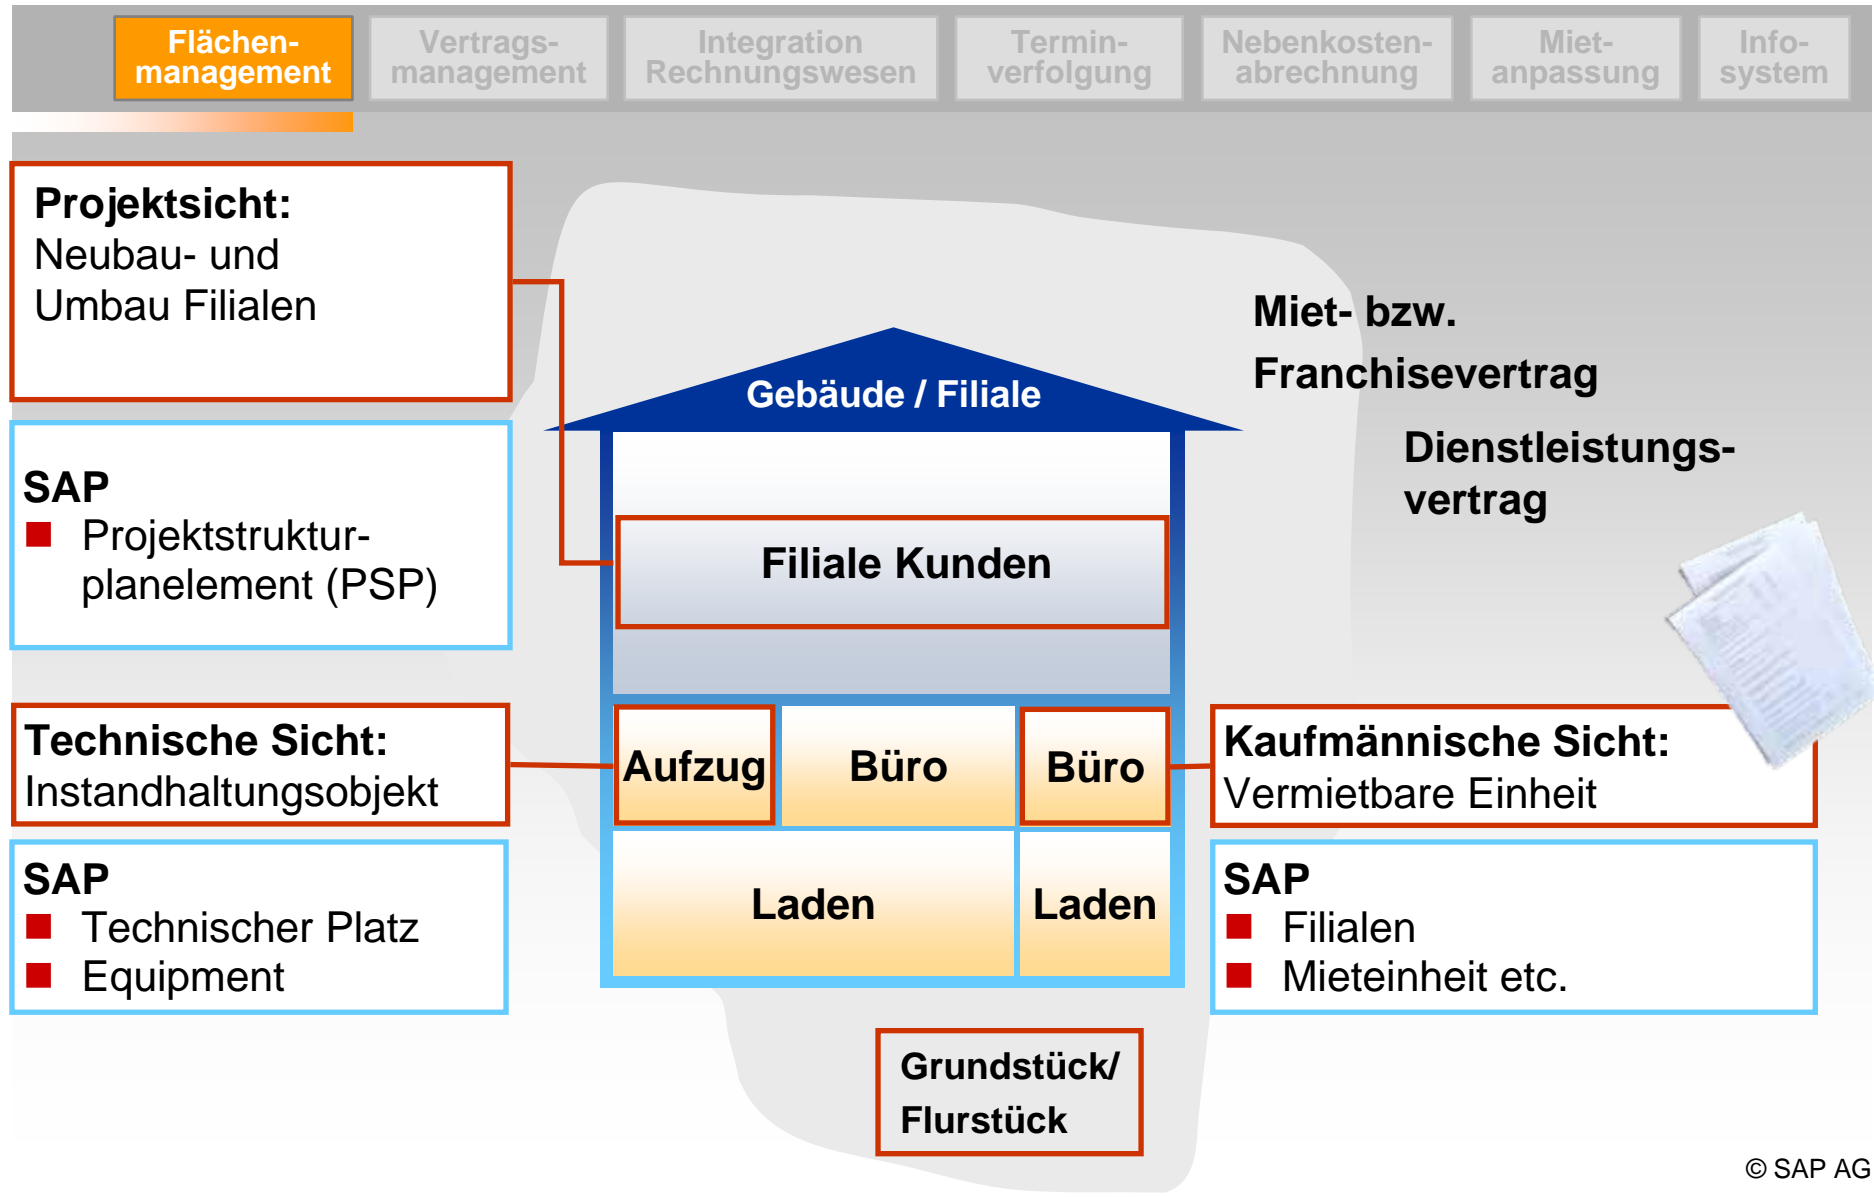 Flächen-
management
Vertrags-
management
Integration
Rechnungswesen
Termin-
verfolgung
Nebenkosten-
abrechnung
Miet-
anpassung
Info-
system
Projektsicht:
Neubau- und
Umbau Filialen
SAP
Projektstruktur-
planelement (PSP)
Technische Sicht:
Instandhaltungsobjekt
SAP
Technischer Platz
Equipment
Gebäude / Filiale
Filiale Kunden
Aufzug
Büro
Büro
Laden
Laden
Grundstück/
Flurstück
Miet- bzw.
Franchisevertrag
Dienstleistungs-
vertrag
Kaufmännische Sicht:
Vermietbare Einheit
SAP
Filialen
Mieteinheit etc.
© SAP AG